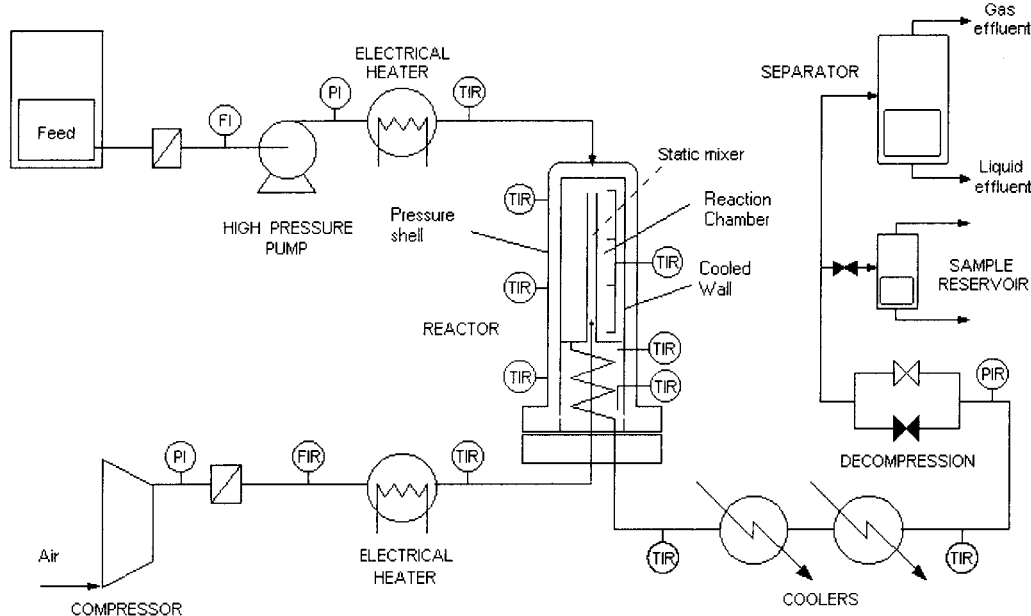 Gas
effluent
ELECTRICAL
HEATER
SEPARATOR
PI
TIR
Feed
FI
Static mixer
Liquid
effluent
TIR
Reaction
Chamber
Pressure
shell
HIGH PRESSURE
PUMP
TIR
SAMPLE
RESERVOIR
Cooled
Wall
TIR
REACTOR
TIR
TIR
TIR
PIR
DECOMPRESSION
PI
FIR
TIR
Air
ELECTRICAL
HEATER
TIR
TIR
COOLERS
COMPRESSOR